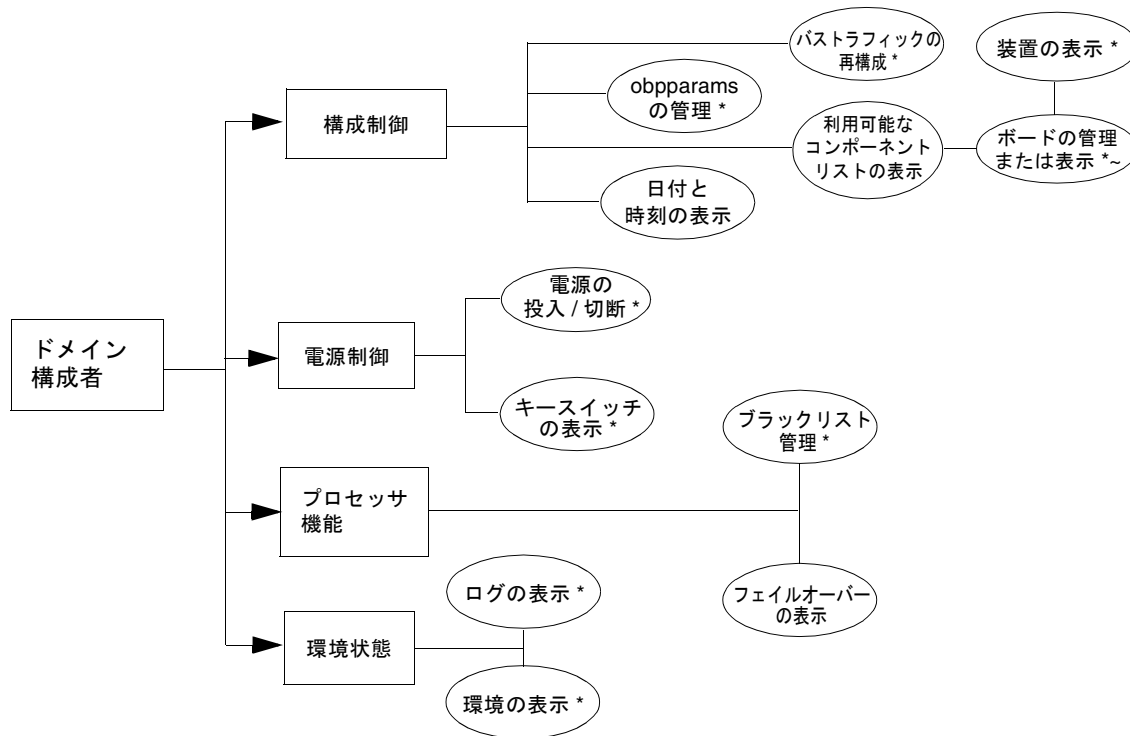 ドメイン
構成者
構成制御
バストラフィックの
再構成 *
obpparams
の管理 *
利用可能な
コンポーネント
リストの表示
装置の表示 *
ボードの管理
または表示 *~
日付と
時刻の表示
電源制御
電源の
投入 / 切断 *
キースイッチ
の表示 *
プロセッサ
機能
ブラックリスト
管理 *
フェイルオーバー
の表示
環境状態
ログの表示 *
環境の表示 *